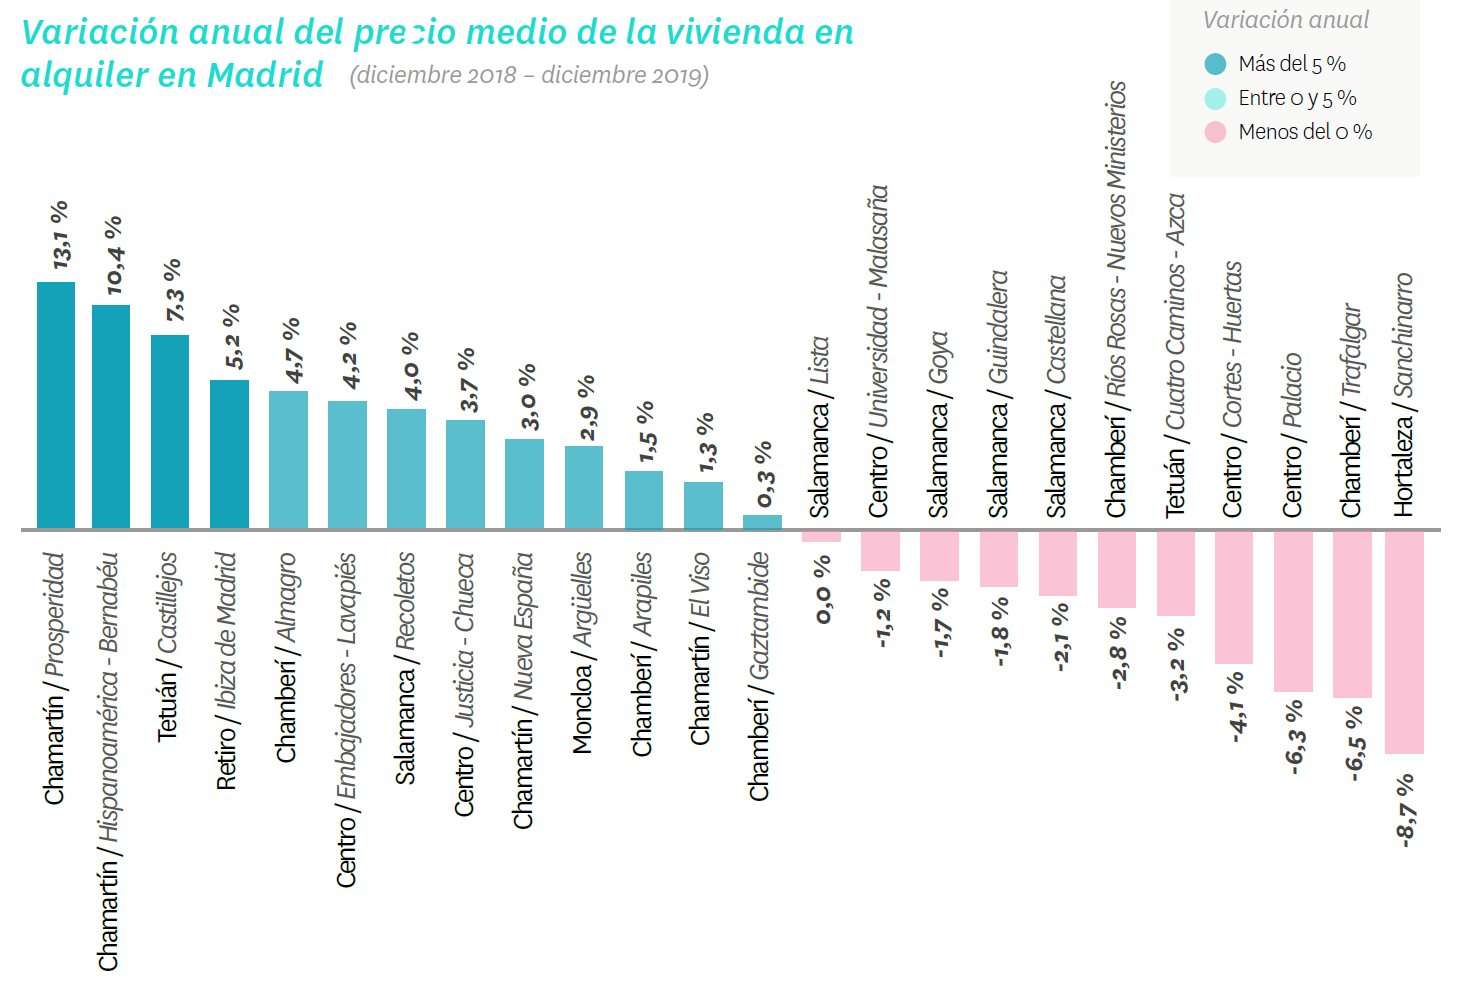 Variación anual del precio medio de la vivienda en
alquiler en Madrid (diciembre 2018 – diciembre 2019)
Variación anual
Más del 5 %
Entre 0 y 5 %
Menos del 0 %
13,1 %
10,4 %
7,3 %
5,2 %
4,7 %
4,2 %
4,0 %
3,7 %
3,0 %
2,9 %
1,5 %
1,3 %
0,3 %
Salamanca / Lista
Centro / Universidad - Malasaña
Salamanca / Goya
Salamanca / Guindalera
Salamanca / Castellana
Chamberí / Ríos Rosas - Nuevos Ministerios
Tetuán / Cuatro Caminos - Azca
Centro / Cortes - Huertas
Centro / Palacio
Chamberí / Trafalgar
Hortaleza / Sanchinarro
Chamartín / Prosperidad
Chamartín / Hispanoamérica - Bernabéu
Tetuán / Castillejos
Retiro / Ibiza de Madrid
Chamberí / Almagro
Centro / Embajadores - Lavapiés
Salamanca / Recoletos
Centro / Justicia - Chueca
Chamartín / Nueva España
Moncloa / Argüelles
Chamberí / Arapiles
Chamartín / El Viso
Chamberí / Gaztambide
0,0 %
-1,2 %
-1,7 %
-1,8 %
-2,1 %
-2,8 %
-3,2 %
-4,1 %
-6,3 %
-6,5 %
-8,7 %